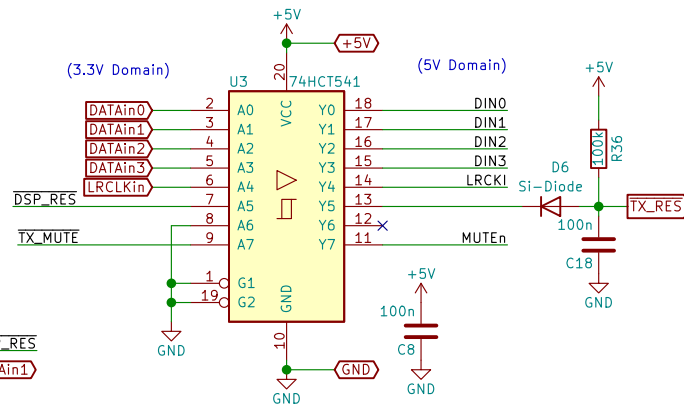 +5V
+5V
(3.3V Domain)
(5V Domain)
+5V
U3
74HCT541
20
VCC
DATAin0 2 A0 Y0 18 DIN0
DATAin1 3 A1 Y1 17 DIN1
DATAin2 4 A2 Y2 16 DIN2
DATAin3 5 A3 Y3 15 DIN3
LRCLKin 6 A4 Y4 14 LRCKI
DSP_RES 7 A5 Y5 13
8 A6 Y6 12
TX_MUTE 9 A7 Y7 11 MUTEn
1 G1
19 G2
GND
10
GND
GND
GND
100k
R36
D6
Si-Diode
TX_RES
100n
C18
GND
+5V
100n
C8
GND
_RES
Ain1